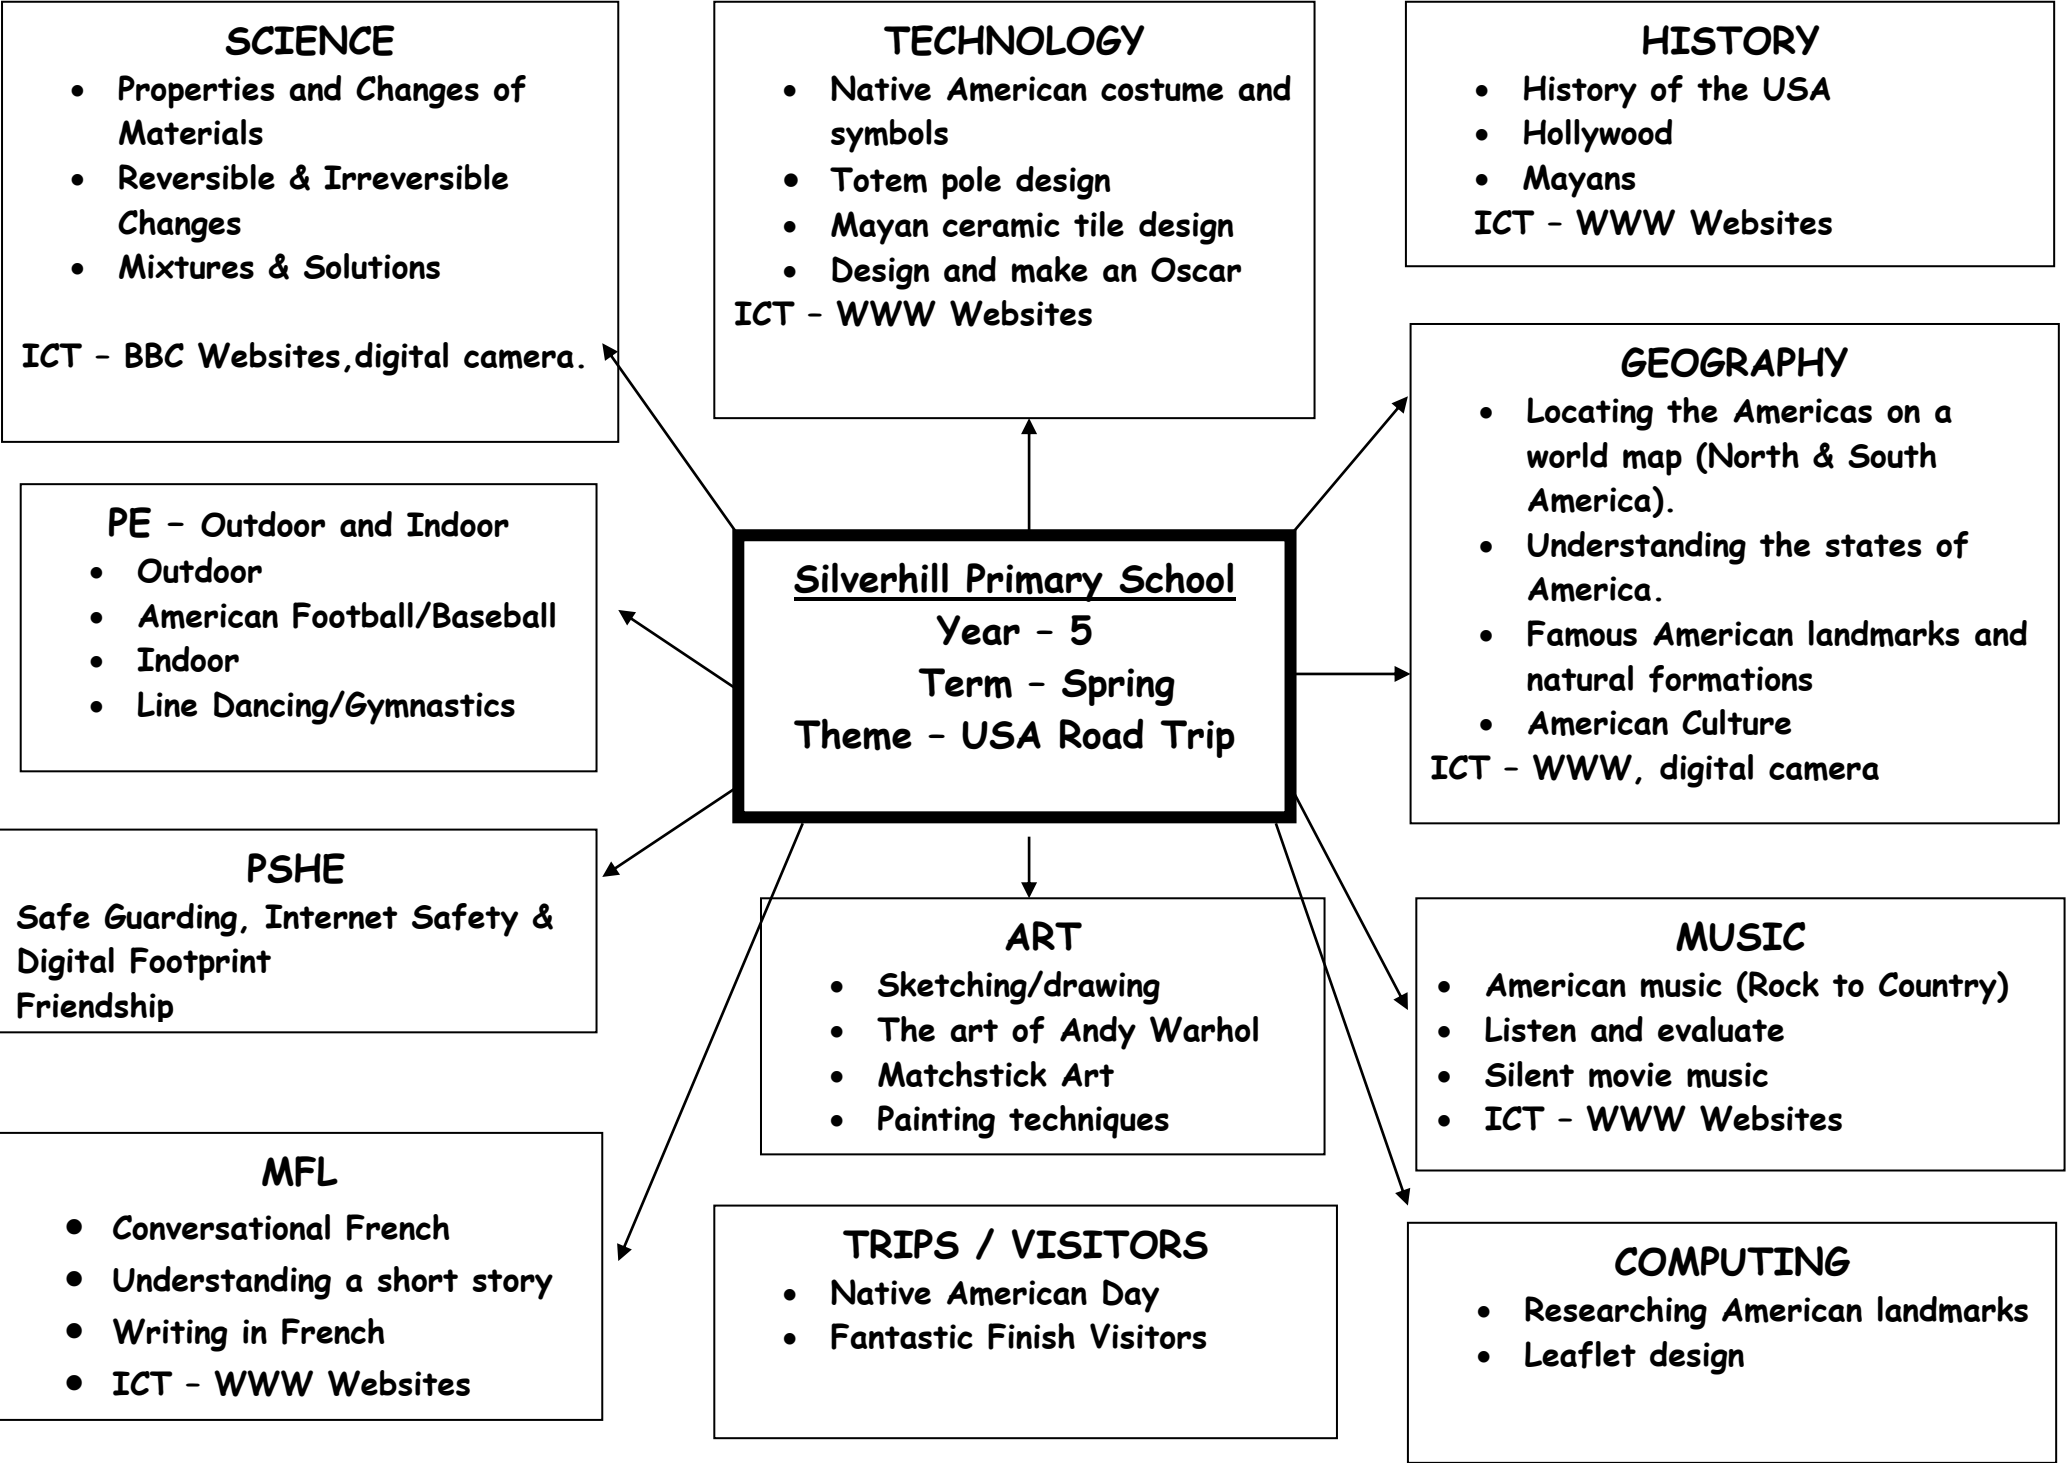 SCIENCE
• Properties and Changes of
Materials
• Reversible & Irreversible
Changes
• Mixtures & Solutions
ICT – BBC Websites,digital camera.
TECHNOLOGY
• Native American costume and
symbols
• Totem pole design
• Mayan ceramic tile design
• Design and make an Oscar
ICT – WWW Websites
HISTORY
• History of the USA
• Hollywood
• Mayans
ICT – WWW Websites
GEOGRAPHY
• Locating the Americas on a
world map (North & South
America).
• Understanding the states of
America.
• Famous American landmarks and
natural formations
• American Culture
ICT – WWW, digital camera
PE – Outdoor and Indoor
• Outdoor
• American Football/Baseball
• Indoor
• Line Dancing/Gymnastics
Silverhill Primary School
Year – 5
Term – Spring
Theme – USA Road Trip
PSHE
Safe Guarding, Internet Safety &
Digital Footprint
Friendship
ART
• Sketching/drawing
• The art of Andy Warhol
• Matchstick Art
• Painting techniques
MUSIC
• American music (Rock to Country)
• Listen and evaluate
• Silent movie music
• ICT – WWW Websites
MFL
• Conversational French
• Understanding a short story
• Writing in French
• ICT – WWW Websites
TRIPS / VISITORS
• Native American Day
• Fantastic Finish Visitors
COMPUTING
• Researching American landmarks
• Leaflet design